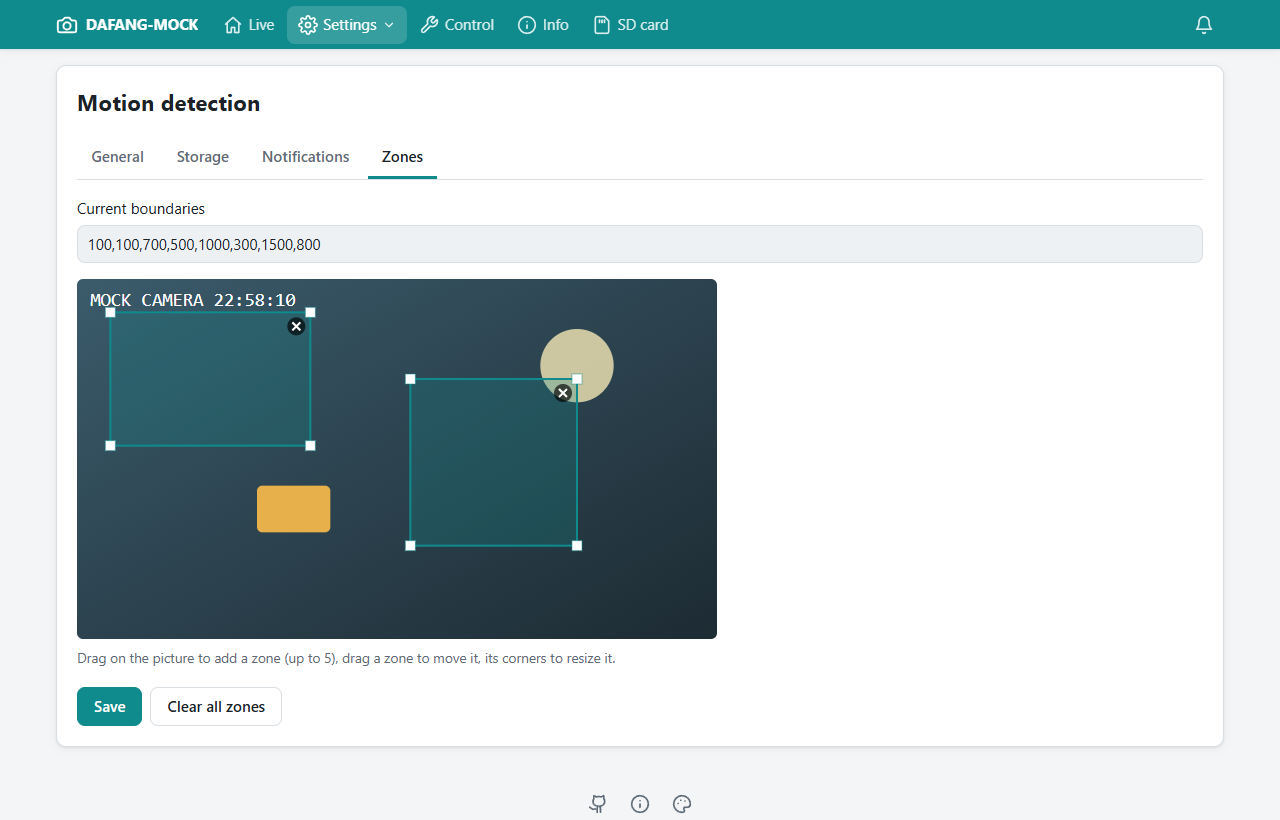 DAFANG-MOCK Live Settings Control Info SD card
Motion detection
General Storage Notifications Zones
Current boundaries
100,100,700,500,1000,300,1500,800
MOCK CAMERA 22:58:10
Drag on the picture to add a zone (up to 5), drag a zone to move it, its corners to resize it.
Save Clear all zones